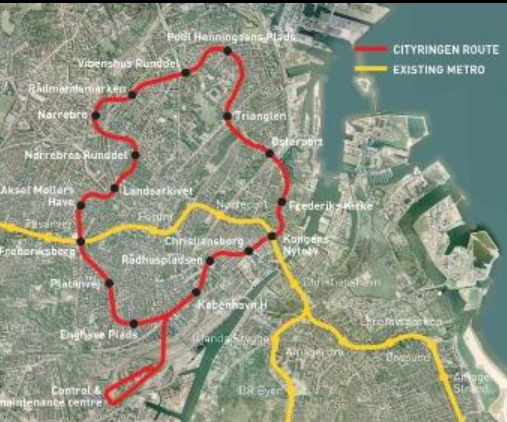 Poul Henningsens Plads
CITYRINGEN ROUTE
Vibenshus Runddel
EXISTING METRO
Rådmandsmarken
Nørrebro
Trianglen
Østerport
Nørrebros Runddel
Aksel Møllers
Have
Landsarkivet
Nørreport
Frederiks Kirke
Fasanvej
Forum
Christiansborg
Kongens
Nytorv
Frederiksberg
Rådhuspladsen
Christianshavn
Platanvej
København H
Enghave Plads
Islands Brygge
Amagerbro
Lergravsparken
Øresund
Control &
maintenance centre
DR Byen
Amager
Strand